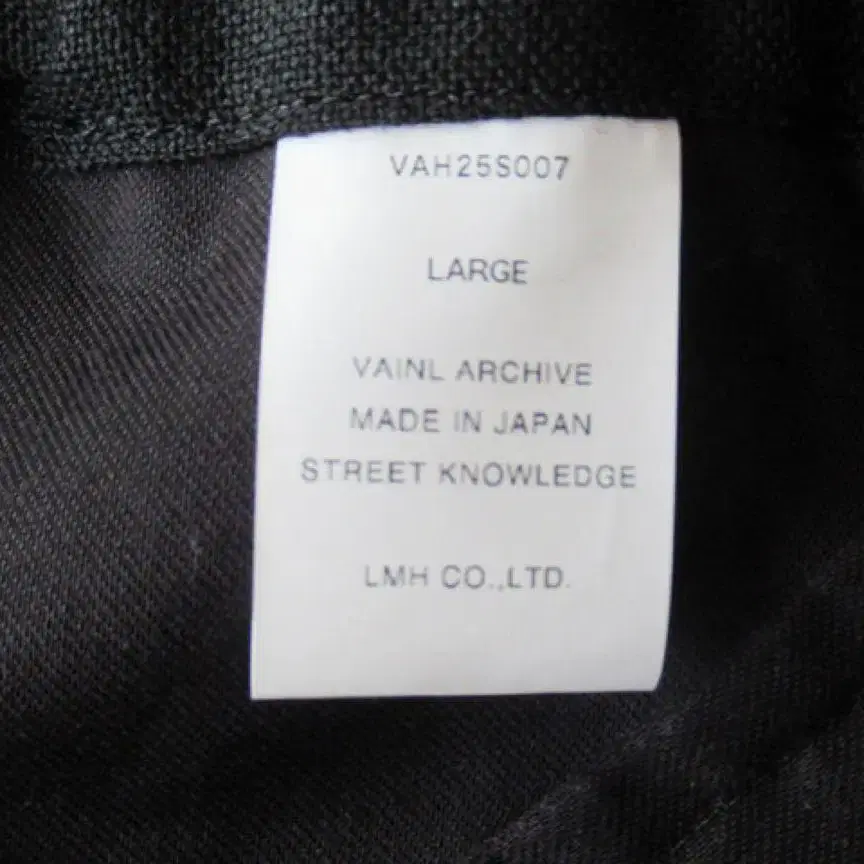 VAH25S007
LARGE
VAINL ARCHIVE
MADE IN JAPAN
STREET KNOWLEDGE
LMH CO.,LTD.